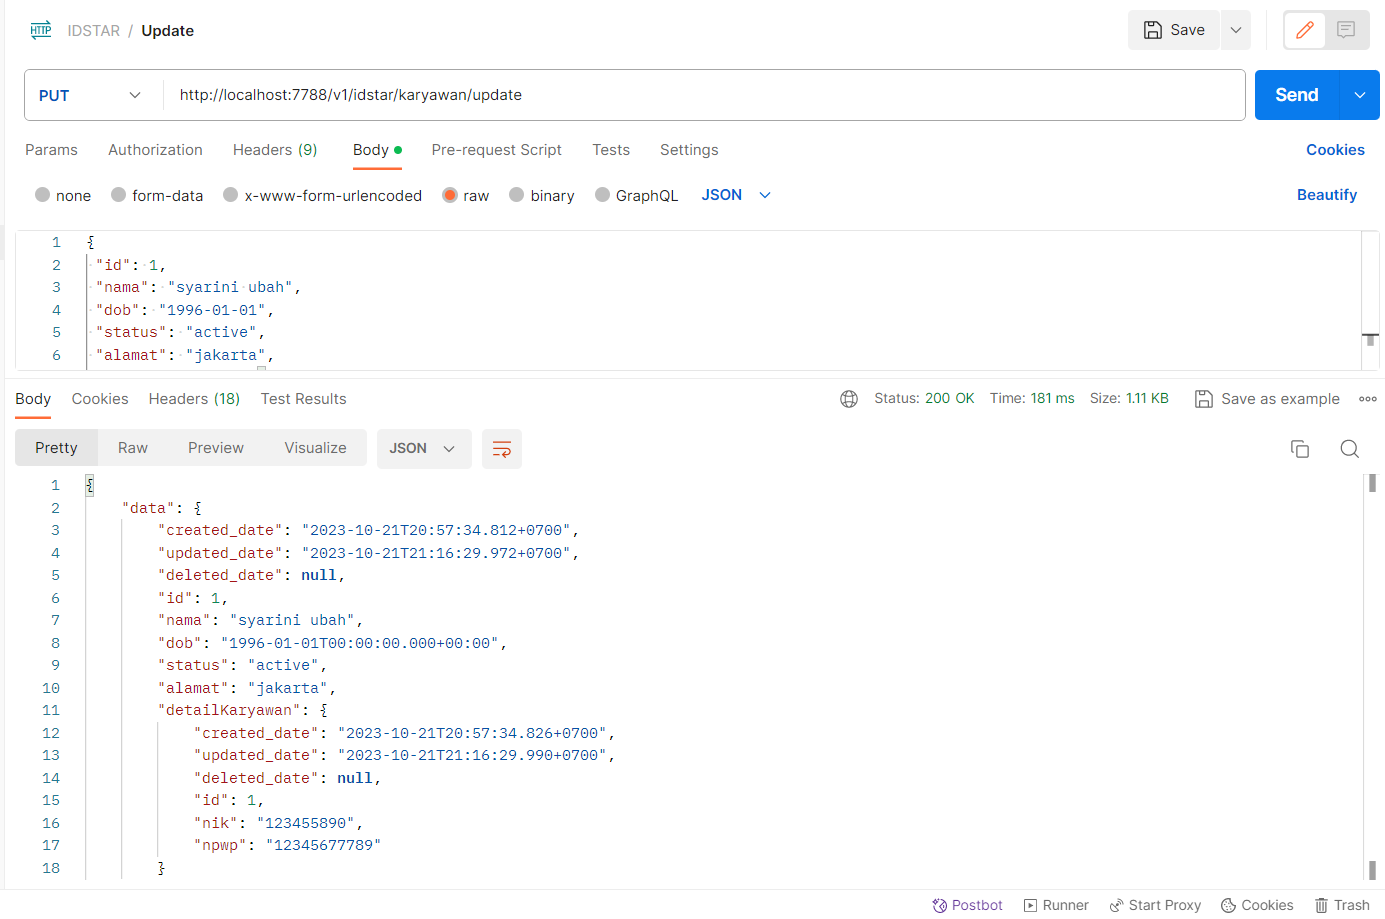 HTTP IDSTAR / Update Save
PUT http://localhost:7788/v1/idstar/karyawan/update Send
Params Authorization Headers (9) Body Pre-request Script Tests Settings Cookies
none form-data x-www-form-urlencoded raw binary GraphQL JSON Beautify
1 {
2 "id": 1,
3 "nama": "syarini ubah",
4 "dob": "1996-01-01",
5 "status": "active",
6 "alamat": "jakarta",
Body Cookies Headers (18) Test Results Status: 200 OK Time: 181 ms Size: 1.11 KB Save as example
Pretty Raw Preview Visualize JSON
1 {
2 "data": {
3 "created_date": "2023-10-21T20:57:34.812+0700",
4 "updated_date": "2023-10-21T21:16:29.972+0700",
5 "deleted_date": null,
6 "id": 1,
7 "nama": "syarini ubah",
8 "dob": "1996-01-01T00:00:00.000+00:00",
9 "status": "active",
10 "alamat": "jakarta",
11 "detailKaryawan": {
12 "created_date": "2023-10-21T20:57:34.826+0700",
13 "updated_date": "2023-10-21T21:16:29.990+0700",
14 "deleted_date": null,
15 "id": 1,
16 "nik": "123455890",
17 "npwp": "12345677789"
18 }
Postbot Runner Start Proxy Cookies Trash